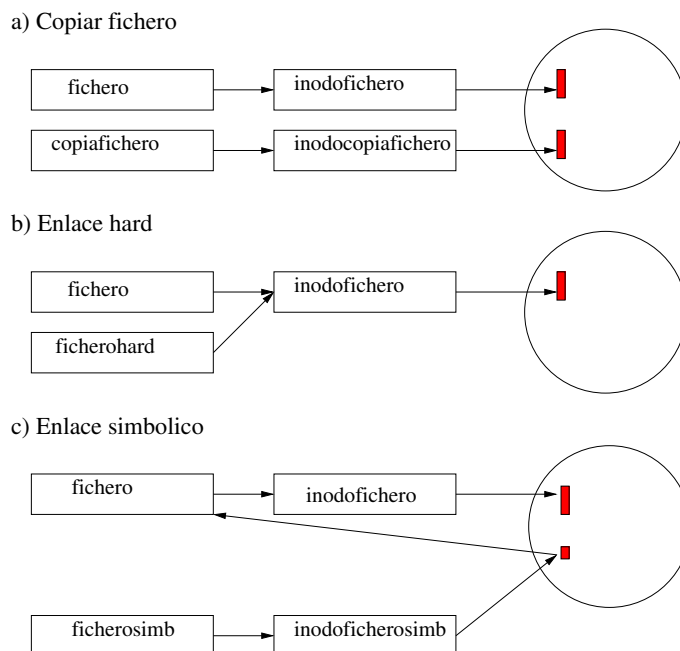 a) Copiar fichero
fichero
inodofichero
copiafichero
inodocopiafichero
b) Enlace hard
fichero
inodofichero
ficherohard
c) Enlace simbolico
fichero
inodofichero
ficherosimb
inodoficherosimb